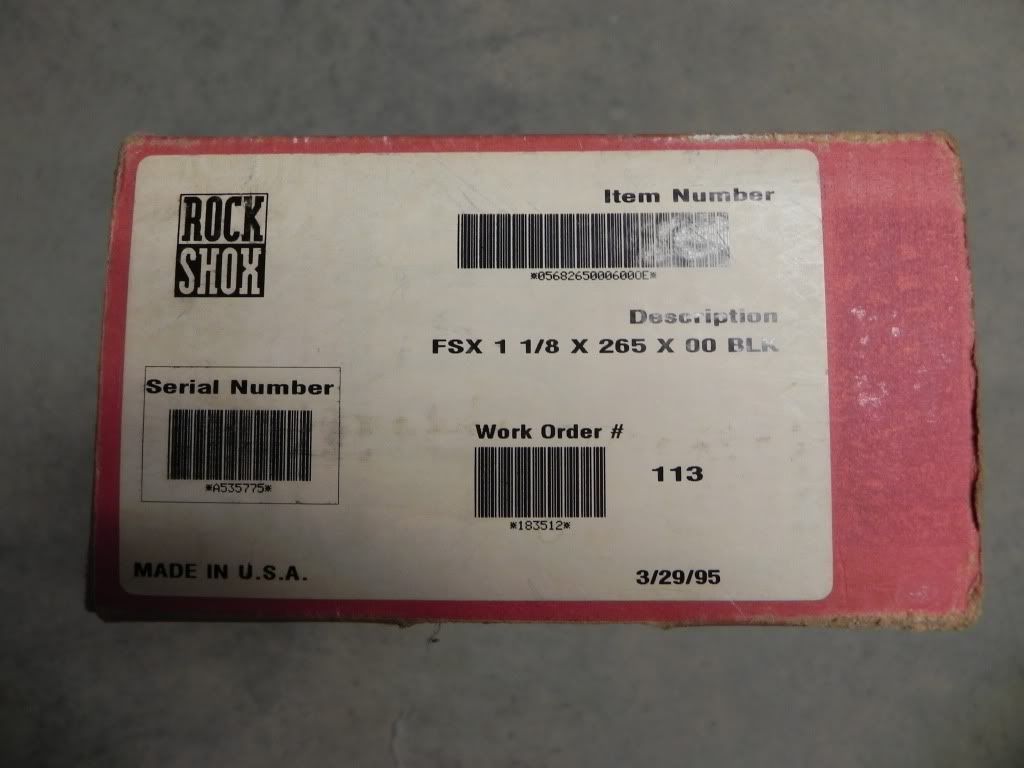 ROCK
SHOX
Item Number
*0568265000600OE*
Description
FSX 1 1/8 X 265 X 00 BLK
Serial Number
*A535775*
Work Order #
113
*183512*
MADE IN U.S.A.
3/29/95